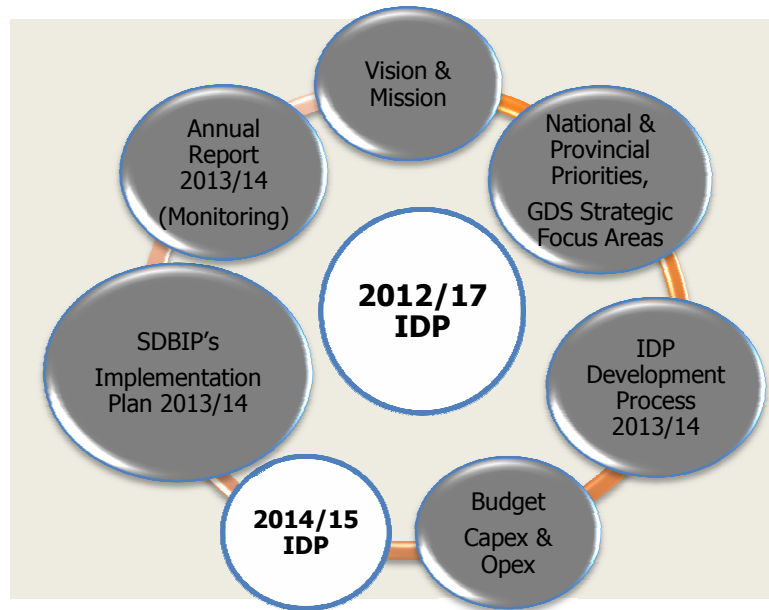 Vision &
Mission
National &
Provincial
Priorities,
GDS Strategic
Focus Areas
IDP
Development
Process
2013/14
Budget
Capex &
Opex
2014/15
IDP
SDBIP’s
Implementation
Plan 2013/14
Annual
Report
2013/14
(Monitoring)
2012/17
IDP